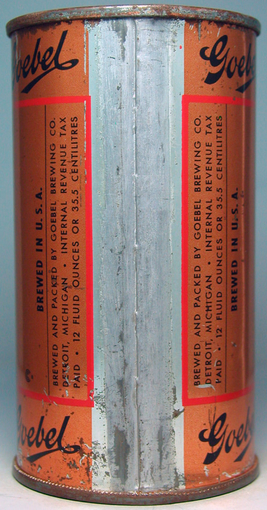 Goebel
BREWED IN U.S.A.
BREWED AND PACKED BY GOEBEL BREWING CO.
DETROIT, MICHIGAN • INTERNAL REVENUE TAX
PAID • 12 FLUID OUNCES OR 35.5 CENTILITRES
Goebel
Goebel
BREWED AND PACKED BY GOEBEL BREWING CO.
DETROIT, MICHIGAN • INTERNAL REVENUE TAX
PAID • 12 FLUID OUNCES OR 35.5 CENTILITRES
BREWED IN U.S.A.
Goebel